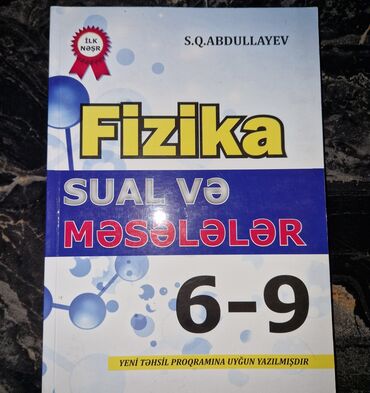 İLK
NƏŞR
S.Q.ABDULLAYEV
Fizika
SUAL VƏ
MƏSƏLƏLƏR
6-9
YENİ TƏHSİL PROQRAMINA UYĞUN YAZILMIŞDIR